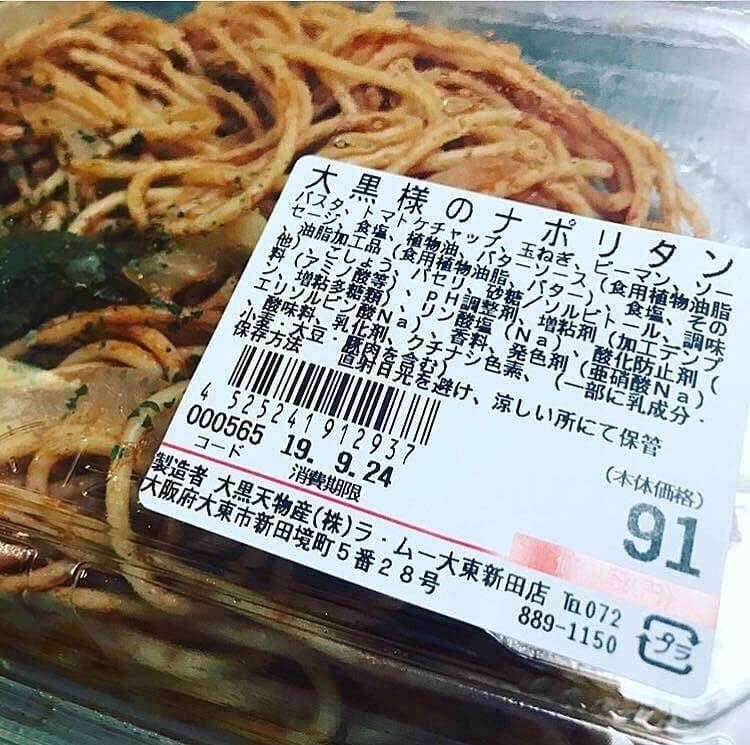 大黒様のナポリタン
パスタ、トマトケチャップ、玉ねぎ、ピーマン、ソー
セージ、食塩、植物油、バターソース（食用植物油脂
油脂加工品（食用植物油脂、バター）、食塩、その
他）、こしょう、パセリ、砂糖／ソルビトール、調味
料（アミノ酸等）、pH調整剤、増粘剤（加工デンプ
ン、増粘多糖類）、リン酸塩（Na）、酸化防止剤（
エリソルビン酸Na）、香料、発色剤（亜硝酸Na）
、酸味料、乳化剤、クチナシ色素、（一部に乳成分・
小麦・大豆・豚肉を含む）
保存方法 直射日光を避け、涼しい所にて保管
4 525241 912937
000565 19. 9.24
コード 消費期限
(本体価格)
91
製造者 大黒天物産(株)ラ・ムー大東新田店 ℡072
大阪府大東市新田境町5番28号 889-1150
プラ